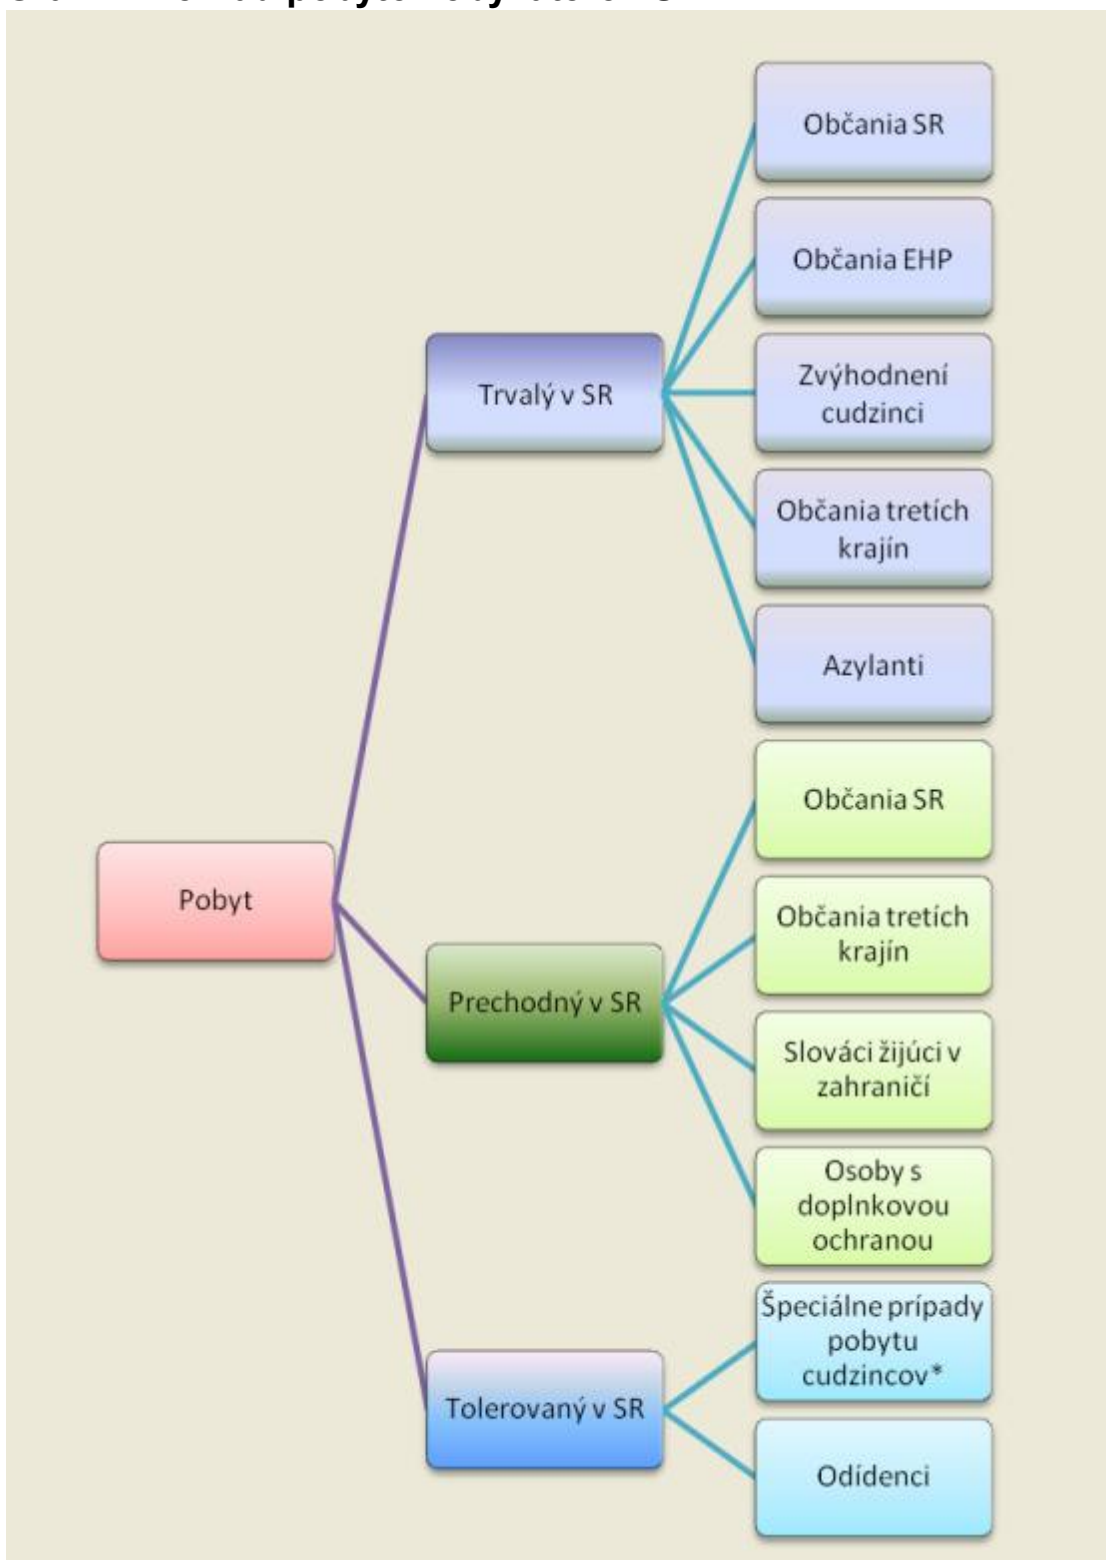 Občania SR
Občania EHP
Zvýhodnení
cudzinci
Trvalý v SR
Občania tretích
krajín
Azylanti
Občania SR
Pobyt
Občania tretích
krajín
Prechodný v SR
Slováci žijúci v
zahraničí
Osoby s
doplnkovou
ochranou
Špeciálne prípady
pobytu
cudzincov*
Tolerovaný v SR
Odídenci